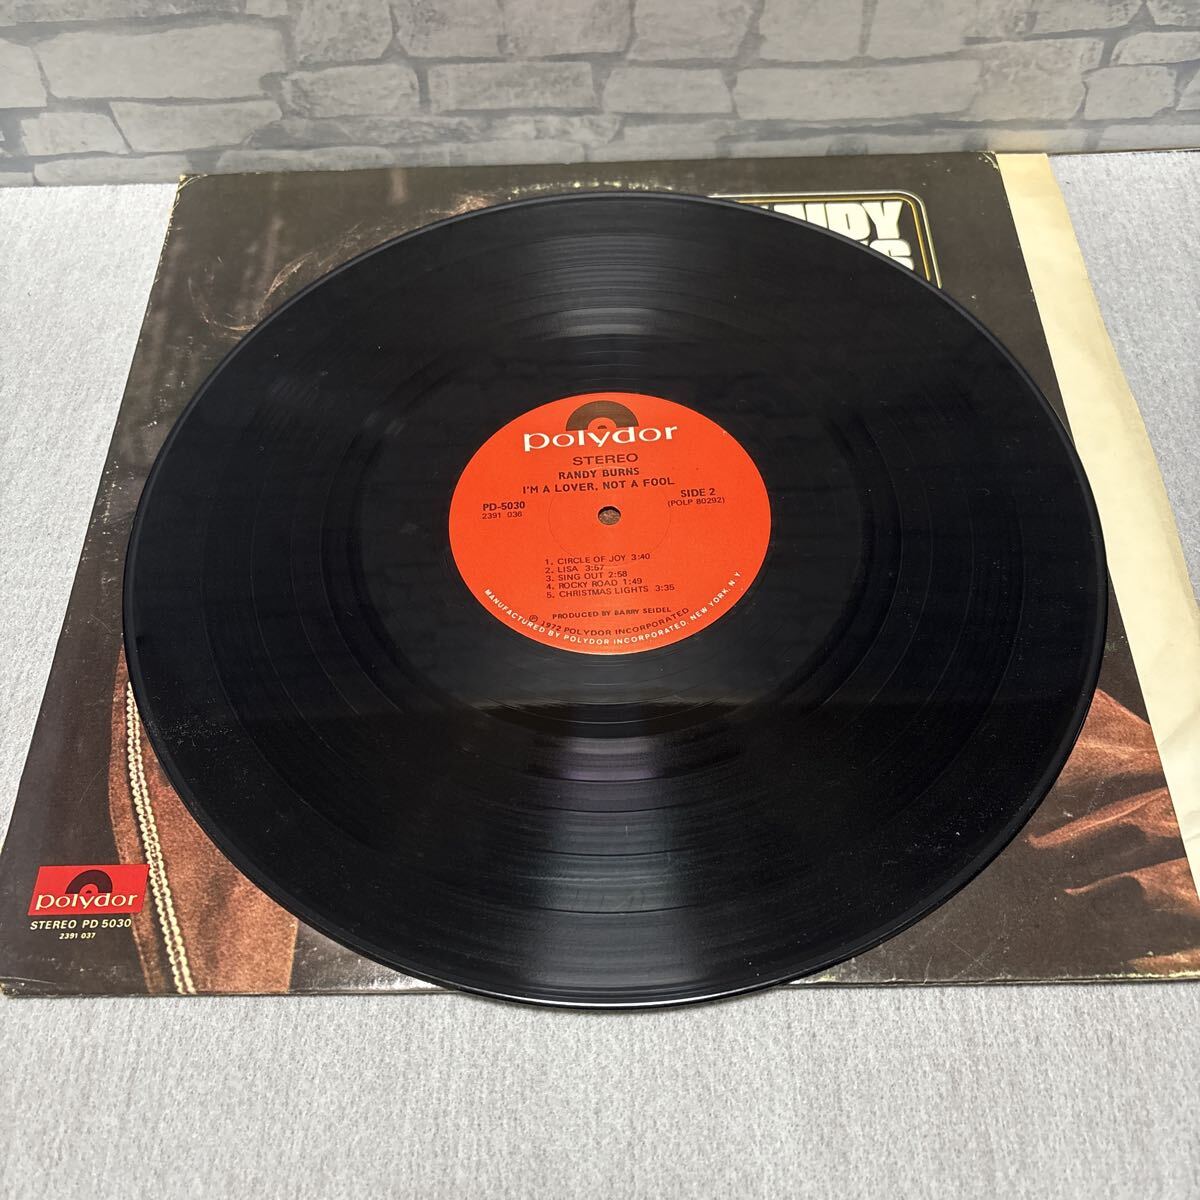 polydor
STEREO
RANDY BURNS
I'M A LOVER, NOT A FOOL
PD-5030
2391 036
SIDE 2
(POLP 80292)
1. CIRCLE OF JOY 3:40
2. LISA 3:57
3. SING OUT 2:58
4. ROCKY ROAD 1:49
5. CHRISTMAS LIGHTS 3:35
PRODUCED BY BARRY SEIDEL
℗ 1972 POLYDOR INCORPORATED
MANUFACTURED BY POLYDOR INCORPORATED, NEW YORK, N.Y.
polydor
STEREO PD 5030
2391 037